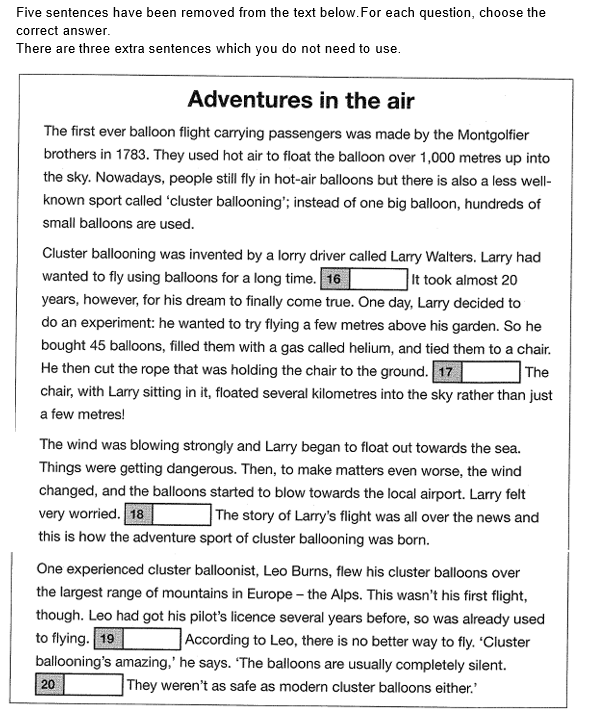 Five sentences have been removed from the text below.For each question, choose the
correct answer.
There are three extra sentences which you do not need to use.
Adventures in the air
The first ever balloon flight carrying passengers was made by the Montgolfier
brothers in 1783. They used hot air to float the balloon over 1,000 metres up into
the sky. Nowadays, people still fly in hot-air balloons but there is also a less well-
known sport called ‘cluster ballooning’; instead of one big balloon, hundreds of
small balloons are used.
Cluster ballooning was invented by a lorry driver called Larry Walters. Larry had
wanted to fly using balloons for a long time. 16 It took almost 20
years, however, for his dream to finally come true. One day, Larry decided to
do an experiment: he wanted to try flying a few metres above his garden. So he
bought 45 balloons, filled them with a gas called helium, and tied them to a chair.
He then cut the rope that was holding the chair to the ground. 17 The
chair, with Larry sitting in it, floated several kilometres into the sky rather than just
a few metres!
The wind was blowing strongly and Larry began to float out towards the sea.
Things were getting dangerous. Then, to make matters even worse, the wind
changed, and the balloons started to blow towards the local airport. Larry felt
very worried. 18 The story of Larry’s flight was all over the news and
this is how the adventure sport of cluster ballooning was born.
One experienced cluster balloonist, Leo Burns, flew his cluster balloons over
the largest range of mountains in Europe – the Alps. This wasn’t his first flight,
though. Leo had got his pilot’s licence several years before, so was already used
to flying. 19 According to Leo, there is no better way to fly. ‘Cluster
ballooning’s amazing,’ he says. ‘The balloons are usually completely silent.
20 They weren’t as safe as modern cluster balloons either.’